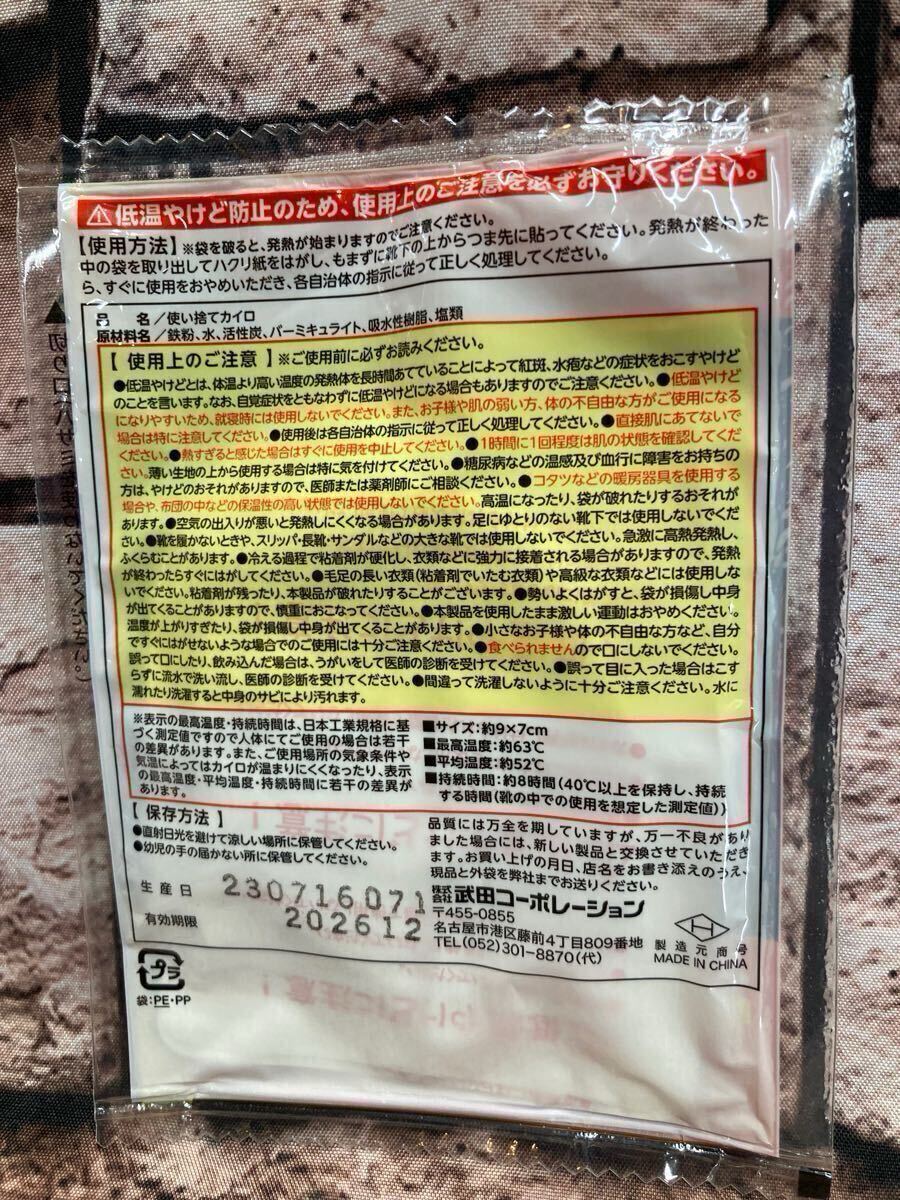 ⚠低温やけど防止のため、使用上のご注意を必ずお守りください。
【使用方法】※袋を破ると、発熱が始まりますのでご注意ください。
中の袋を取り出してハクリ紙をはがし、もまずに靴下の上からつま先に貼ってください。発熱が終わった
ら、すぐに使用をおやめいただき、各自治体の指示に従って正しく処理してください。
品 名／使い捨てカイロ
原材料名／鉄粉、水、活性炭、バーミキュライト、吸水性樹脂、塩類
【 使用上のご注意 】※ご使用前に必ずお読みください。
●低温やけどとは、体温より高い温度の発熱体を長時間あてていることによって紅斑、水疱などの症状をおこすやけど
のことを言います。なお、自覚症状をともなわずに低温やけどになる場合もありますのでご注意ください。●低温やけど
になりやすいため、就寝時には使用しないでください。また、お子様や肌の弱い方、体の不自由な方がご使用になる
場合は特に注意してください。●使用後は各自治体の指示に従って正しく処理してください。●直接肌にあてないで
ください。●熱すぎると感じた場合はすぐに使用を中止してください。●1時間に1回程度は肌の状態を確認してくだ
さい。薄い生地の上から使用する場合は特に気を付けてください。●糖尿病などの温感及び血行に障害をお持ちの
方は、やけどのおそれがありますので、医師または薬剤師にご相談ください。●コタツなどの暖房器具を使用する
場合や、布団の中などの保温性の高い状態では使用しないでください。高温になったり、袋が破れたりするおそれが
あります。●空気の出入りが悪いと発熱しにくくなる場合があります。足にゆとりのない靴下では使用しないでくださ
い。●靴を履かないときや、スリッパ・長靴・サンダルなどの大きな靴では使用しないでください。急激に高熱発熱し、
ふくらむことがあります。●冷える過程で粘着剤が硬化し、衣類などに強力に接着される場合がありますので、発熱
が終わったらすぐにはがしてください。●毛足の長い衣類（粘着剤でいたむ衣類）や高級な衣類などには使用しな
いでください。粘着剤が残ったり、本製品が破れたりすることがございます。●勢いよくはがすと、袋が損傷し中身
が出てくることがありますので、慎重におこなってください。●本製品を使用したまま激しい運動はおやめください。
温度が上がりすぎたり、袋が損傷し中身が出てくることがあります。●小さなお子様や体の不自由な方など、自分
ですぐにはがせないような場合でのご使用には十分ご注意ください。●食べられませんので口にしないでください。
誤って口にしたり、飲み込んだ場合は、うがいをして医師の診断を受けてください。●誤って目に入った場合はこす
らずに流水で洗い流し、医師の診断を受けてください。●間違って洗濯しないように十分ご注意ください。水に
濡れたり洗濯すると中身のサビにより汚れます。
※表示の最高温度・持続時間は、日本工業規格に基
づく測定値ですので人体にてご使用の場合は若干
の差異があります。また、ご使用場所の気象条件や
気温によってはカイロが温まりにくくなったり、表示
の最高温度・平均温度・持続時間に若干の差異が
あります。
■サイズ：約9×7cm
■最高温度：約63℃
■平均温度：約52℃
■持続時間：約8時間（40℃以上を保持し、持続
する時間（靴の中での使用を想定した測定値））
【 保存方法 】
●直射日光を避けて涼しい場所に保管してください。
●幼児の手の届かない所に保管してください。
品質には万全を期していますが、万一不良があり
ました場合には、新しい製品と交換させていただき
ます。お買い上げの月日、店名をお書き添えのうえ、
現品と外袋を弊社までお送りください。
生産日 230716071
有効期限 202612
株式会社武田コーポレーション
〒455-0855
名古屋市港区藤前4丁目809番地
TEL(052)301-8870(代)
製造元商号
MADE IN CHINA
プラ
袋：PE・PP